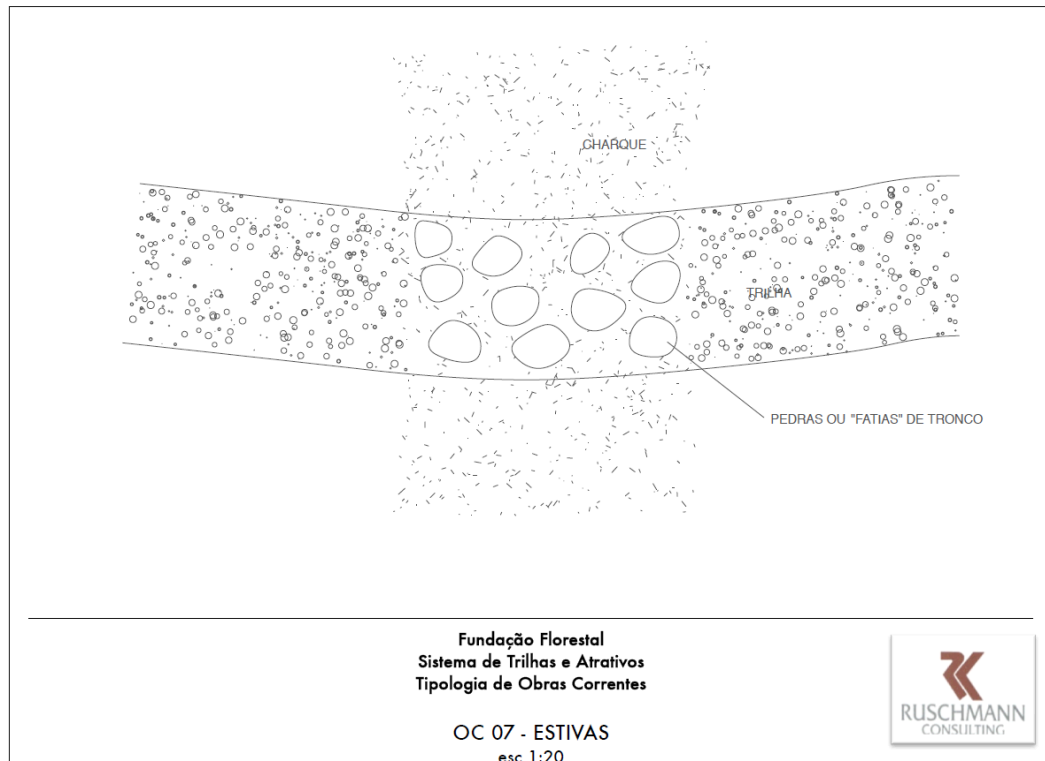 CHARQUE
TRILHA
PEDRAS OU "FATIAS" DE TRONCO
Fundação Florestal
Sistema de Trilhas e Atrativos
Tipologia de Obras Correntes
OC 07 - ESTIVAS
esc 1:20
RUSCHMANN
CONSULTING